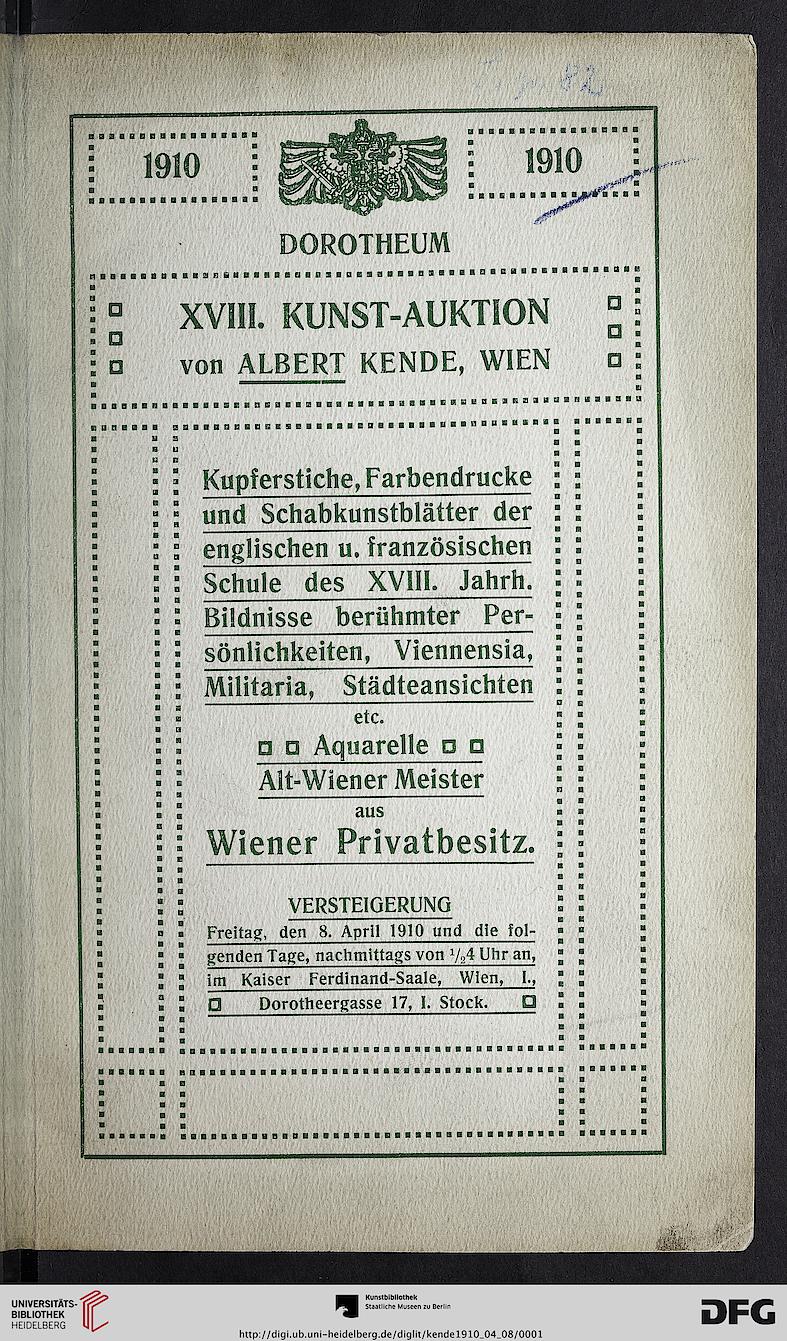 1910
1910
DOROTHEUM
XVIII. KUNST-AUKTION
von ALBERT KENDE, WIEN
Kupferstiche, Farbendrucke
und Schabkunstblätter der
englischen u. französischen
Schule des XVIII. Jahrh.
Bildnisse berühmter Per-
sönlichkeiten, Viennensia,
Militaria, Städteansichten
etc.
Aquarelle
Alt-Wiener Meister
aus
Wiener Privatbesitz.
VERSTEIGERUNG
Freitag, den 8. April 1910 und die fol-
genden Tage, nachmittags von 1/24 Uhr an,
im Kaiser Ferdinand-Saale, Wien, I.,
Dorotheergasse 17, I. Stock.
UNIVERSITÄTS-
BIBLIOTHEK
HEIDELBERG
Kunstbibliothek
Staatliche Museen zu Berlin
DFG
http://digi.ub.uni-heidelberg.de/diglit/kende1910_04_08/0001